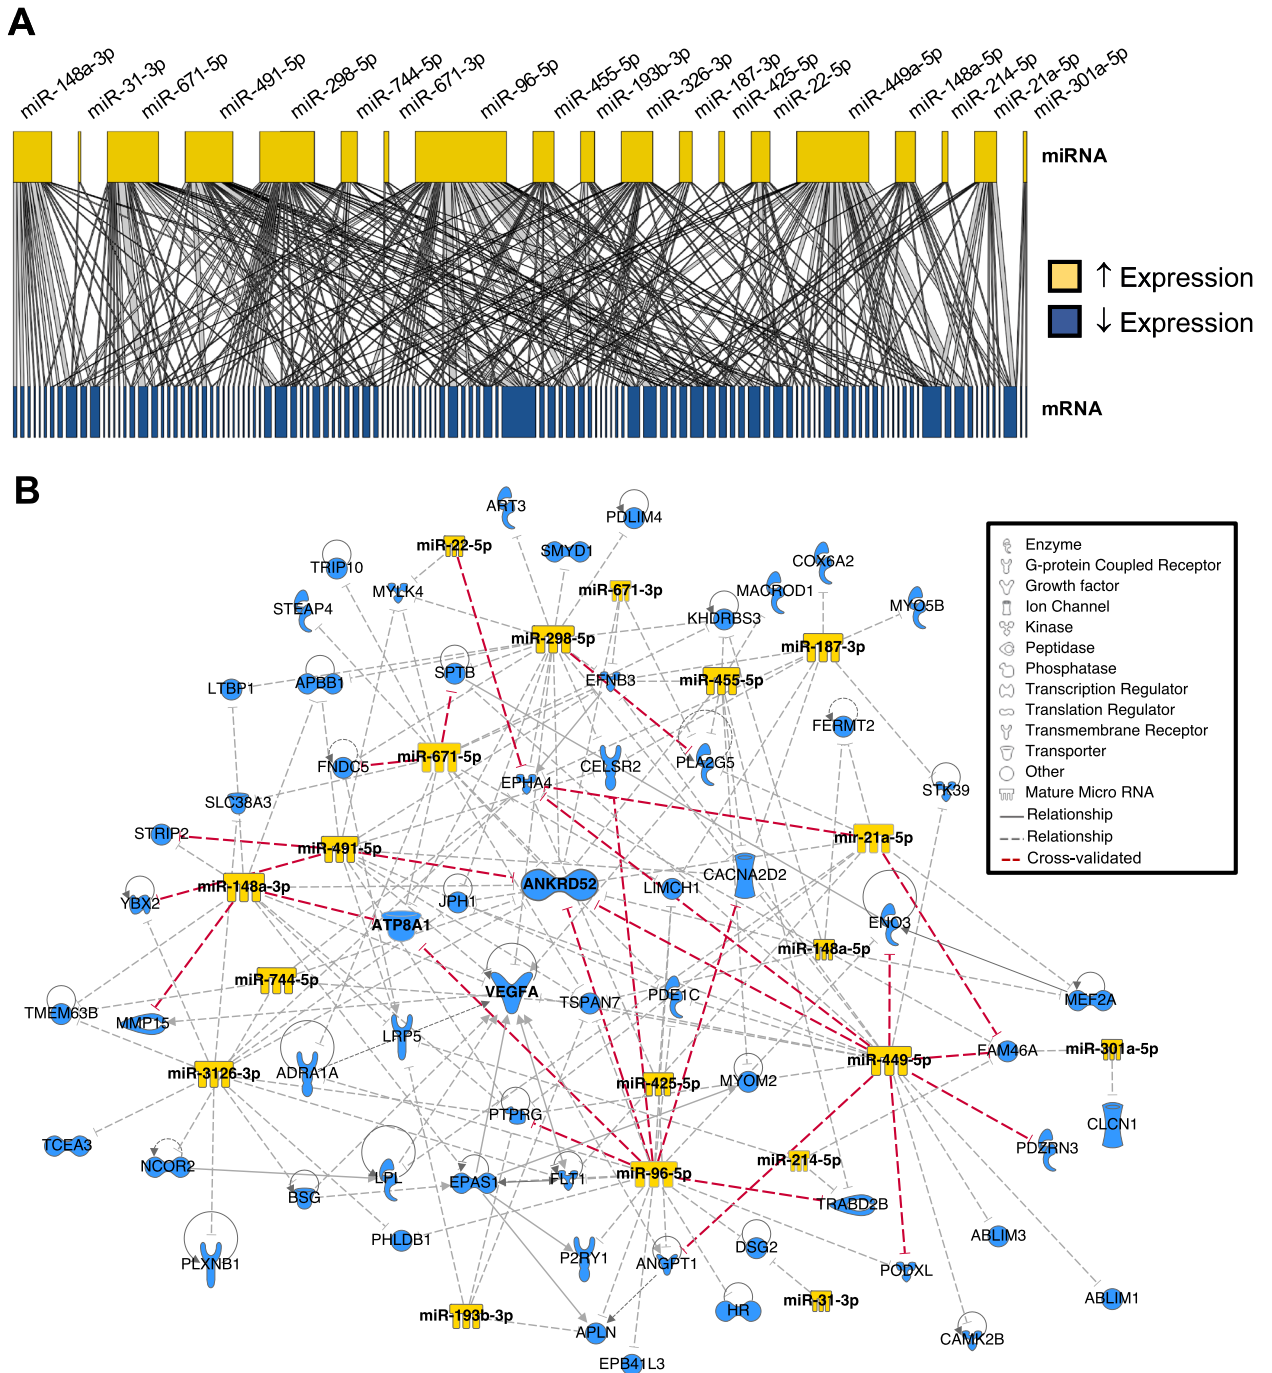 A
miR-148a-3p
miR-31-3p
miR-671-5p
miR-491-5p
miR-298-5p
miR-744-5p
miR-671-3p
miR-96-5p
miR-455-5p
miR-193b-3p
miR-326-3p
miR-187-3p
miR-425-5p
miR-22-5p
miR-449a-5p
miR-148a-5p
miR-214-5p
miR-21a-5p
miR-301a-5p
miRNA
↑ Expression
↓ Expression
mRNA
B
ART3
PDLIM4
miR-22-5p
SMYD1
TRIP10
COX6A2
MYLK4
miR-671-3p
MACROD1
STEAP4
MYO5B
KHDRBS3
miR-298-5p
miR-187-3p
SPTB
EFNB3
miR-455-5p
LTBP1
APBB1
FERMT2
miR-671-5p
FNDC5
CELSR2
PLA2G5
EPHA4
STK39
SLC38A3
STRIP2
miR-491-5p
mir-21a-5p
miR-148a-3p
ANKRD52
LIMCH1
CACNA2D2
YBX2
JPH1
ATP8A1
ENO3
miR-148a-5p
miR-744-5p
VEGFA
TSPAN7
PDE1C
MEF2A
TMEM63B
MMP15
LRP5
miR-3126-3p
ADRA1A
miR-425-5p
MYOM2
miR-449-5p
FAM46A
miR-301a-5p
PTPRG
CLCN1
TCEA3
PDZRN3
NCOR2
LPL
EPAS1
FLT1
miR-96-5p
miR-214-5p
BSG
TRABD2B
PHLDB1
DSG2
ABLIM3
PLXNB1
P2RY1
ANGPT1
PODXL
miR-193b-3p
HR
miR-31-3p
ABLIM1
APLN
CAMK2B
EPB41L3
Enzyme
G-protein Coupled Receptor
Growth factor
Ion Channel
Kinase
Peptidase
Phosphatase
Transcription Regulator
Translation Regulator
Transmembrane Receptor
Transporter
Other
Mature Micro RNA
Relationship
Relationship
Cross-validated